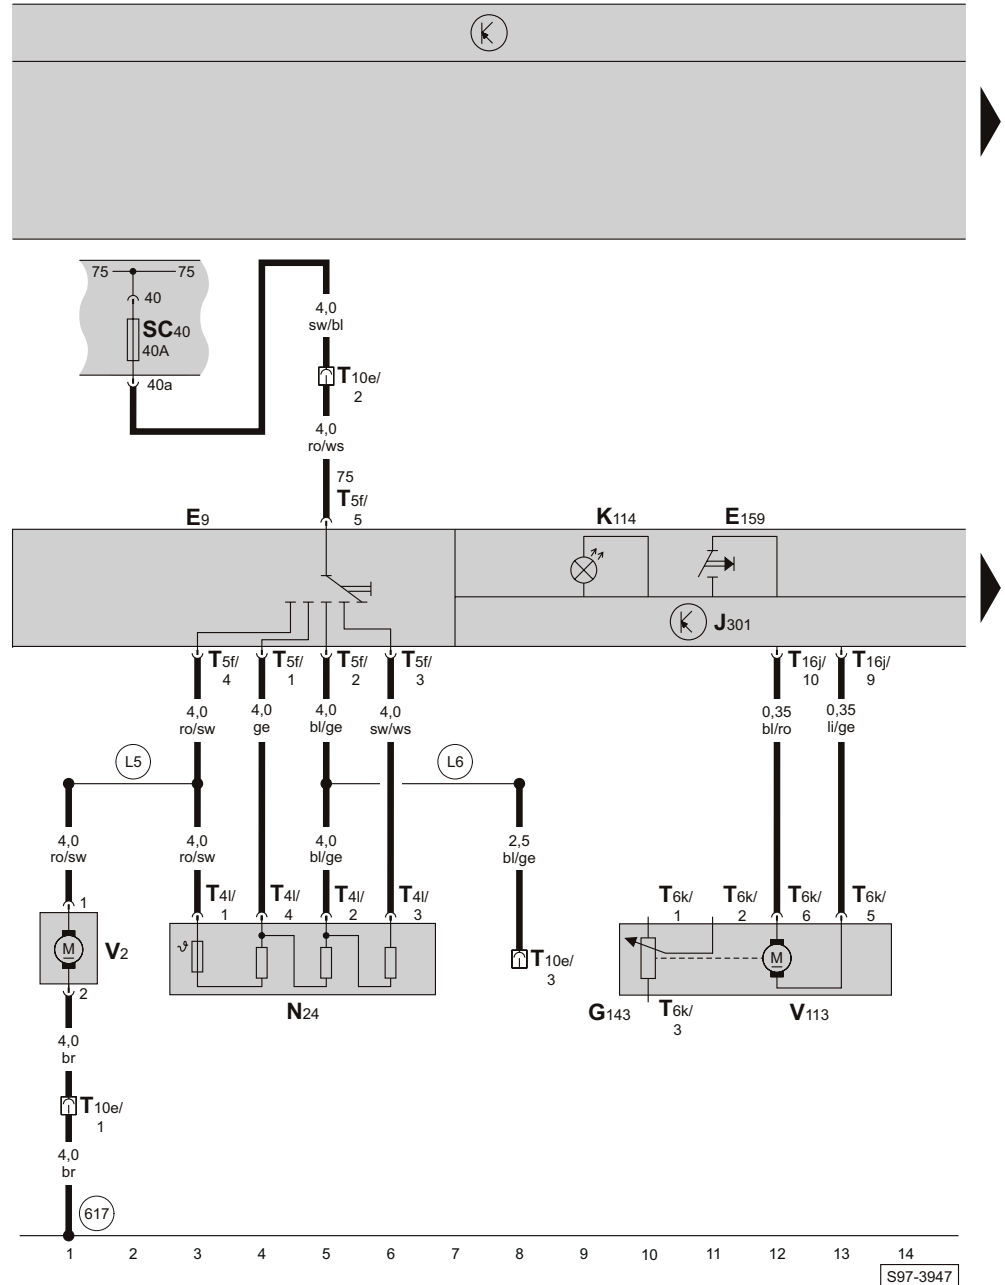 75 75
40
SC40
40A
40a
4,0
sw/bl
T10e/
2
4,0
ro/ws
75
T5f/
5
E9
K114 E159
J301
T5f/ T5f/ T5f/ T5f/ T16j/ T16j/
4 1 2 3 10 9
4,0 4,0 4,0 4,0 0,35 0,35
ro/sw ge bl/ge sw/ws bl/ro li/ge
L5 L6
4,0 4,0 4,0 2,5
ro/sw ro/sw bl/ge bl/ge
T4l/ T4l/ T4l/ T4l/ T6k/ T6k/ T6k/ T6k/
1 1 4 2 3 1 2 6 5
M V2 ϑ M
T10e/
3
2
N24 G143 T6k/ V113
3
4,0
br
T10e/
1
4,0
br
617
1 2 3 4 5 6 7 8 9 10 11 12 13 14
S97-3947